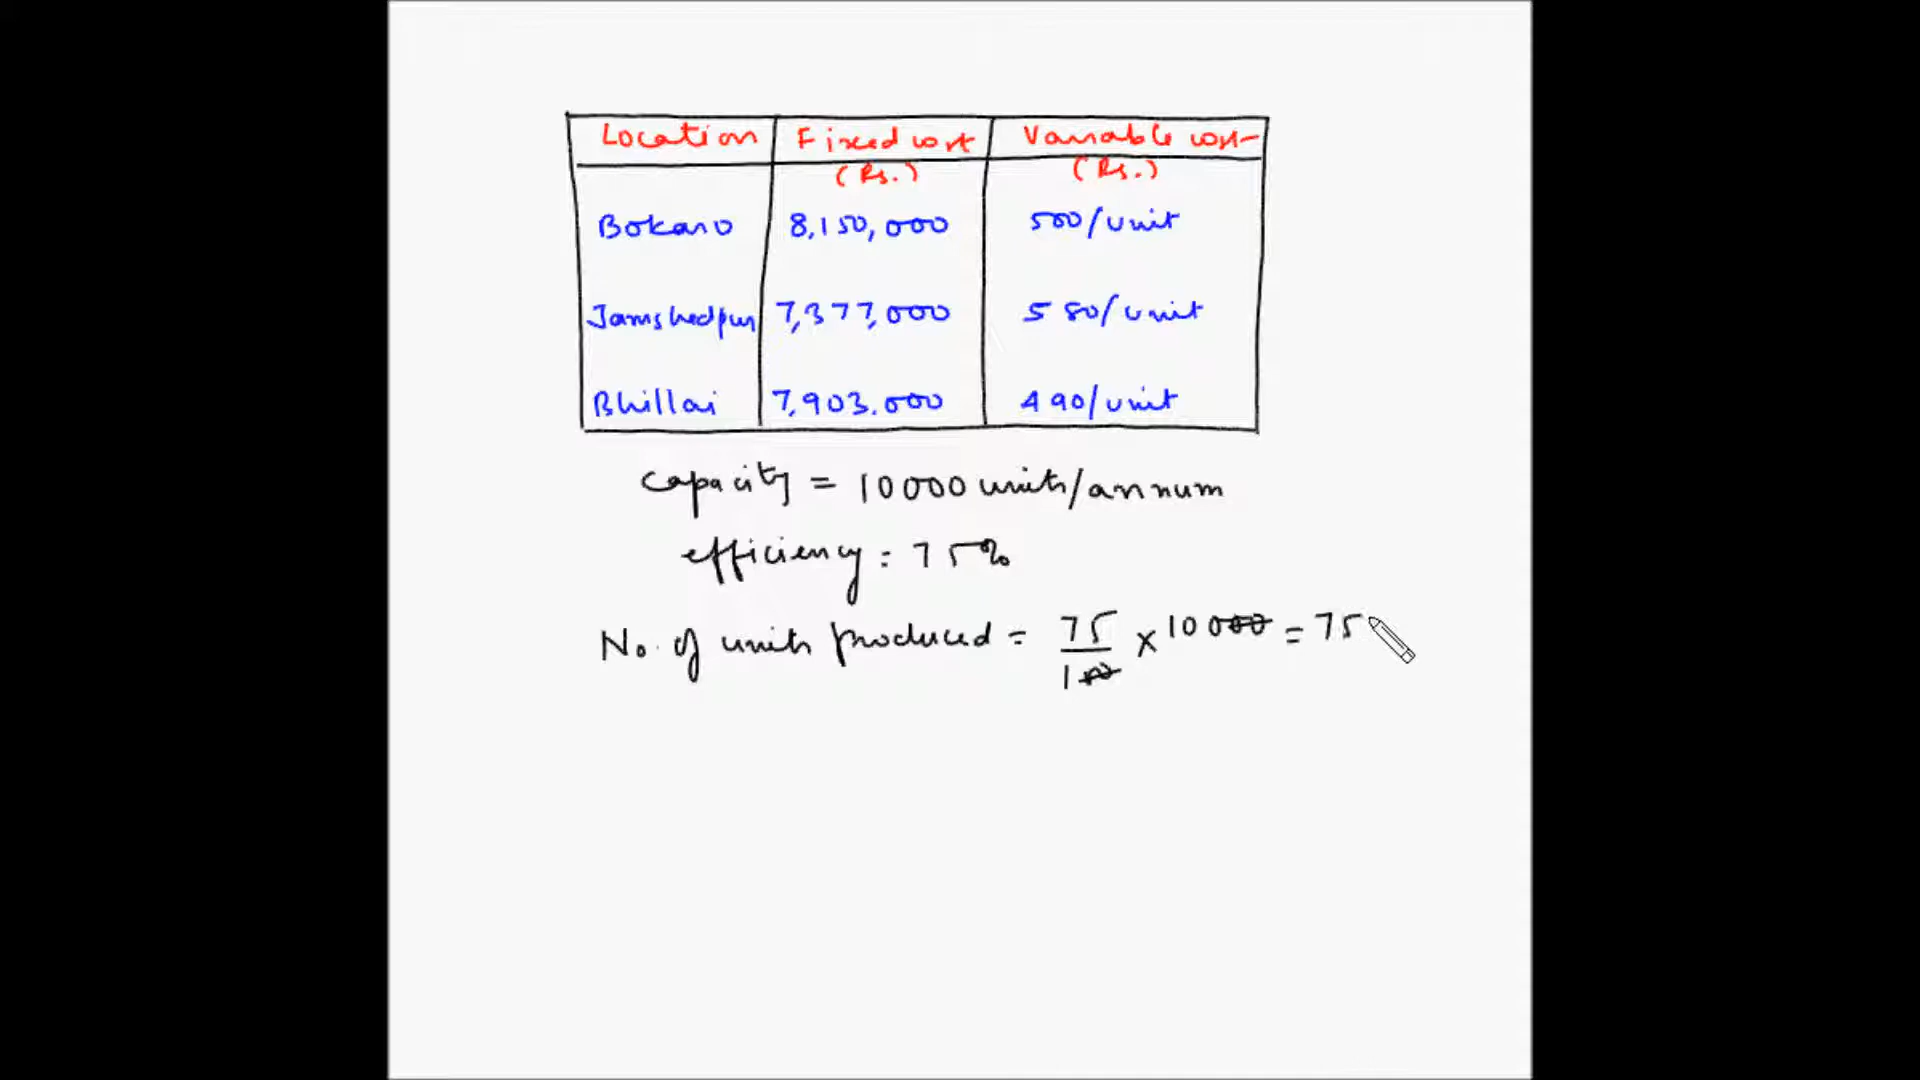 Location Fixed cost Variable cost
(Rs.) (Rs.)
Bokaro 8,150,000 500/unit
Jamshedpur 7,377,000 580/unit
Bhillai 7,903,000 490/unit
capacity = 10000 units/annum
efficiency = 75%
No. of units produced = 75/100 × 10000 = 75